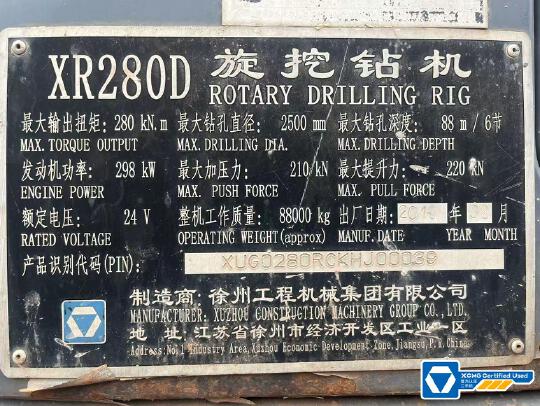 XR280D 旋挖钻机
ROTARY DRILLING RIG
最大输出扭矩: 280 kN.m 最大钻孔直径: 2500 mm 最大钻孔深度: 88 m / 6节
MAX. TORQUE OUTPUT MAX. DRILLING DIA. MAX. DRILLING DEPTH
发动机功率: 298 kW 最大加压力: 210 kN 最大提升力: 220 kN
ENGINE POWER MAX. PUSH FORCE MAX. PULL FORCE
额定电压: 24 V 整机工作质量: 88000 kg 出厂日期: 年 月
RATED VOLTAGE OPERATING WEIGHT(approx) MANUF. DATE YEAR MONTH
产品识别代码(PIN): XUG0280RCKHJ00039
制造商: 徐州工程机械集团有限公司
MANUFACTURER: XUZHOU CONSTRUCTION MACHINERY GROUP CO., LTD.
地 址: 江苏省徐州市经济开发区工业一区
Address: No.1 Industry Area, Xuzhou Economic Development Zone, Jiangsu, P.R. China
XCMG Certified Used